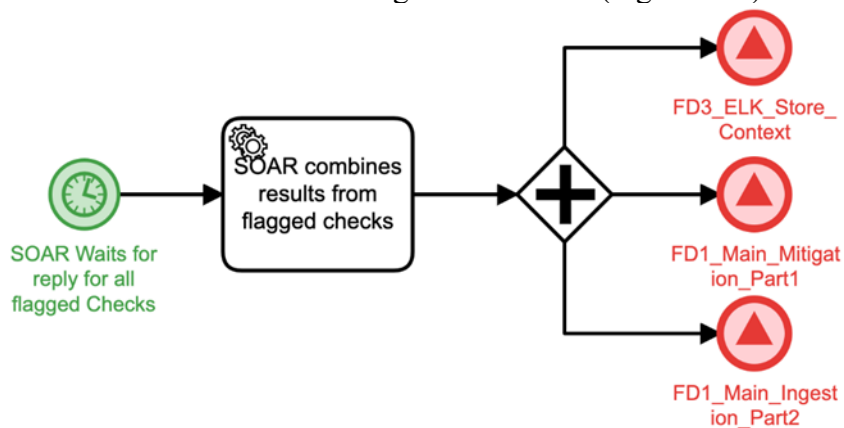 FD3_ELK_Store_
Context
SOAR combines
results from
flagged checks
SOAR Waits for
reply for all
flagged Checks
FD1_Main_Mitigat
ion_Part1
FD1_Main_Ingest
ion_Part2